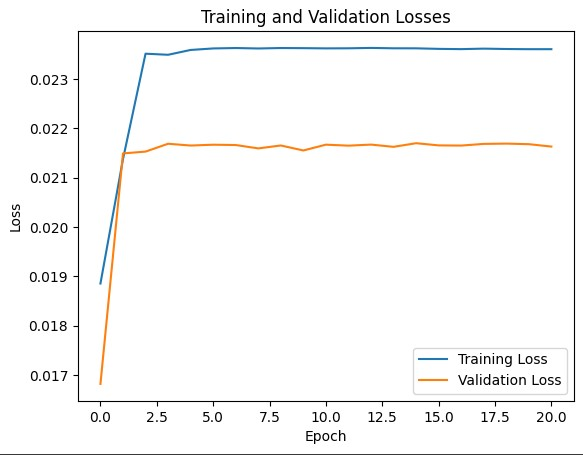 Training and Validation Losses
0.023
0.022
0.021
0.020
0.019
0.018
0.017
Loss
Training Loss
Validation Loss
0.0 2.5 5.0 7.5 10.0 12.5 15.0 17.5 20.0
Epoch